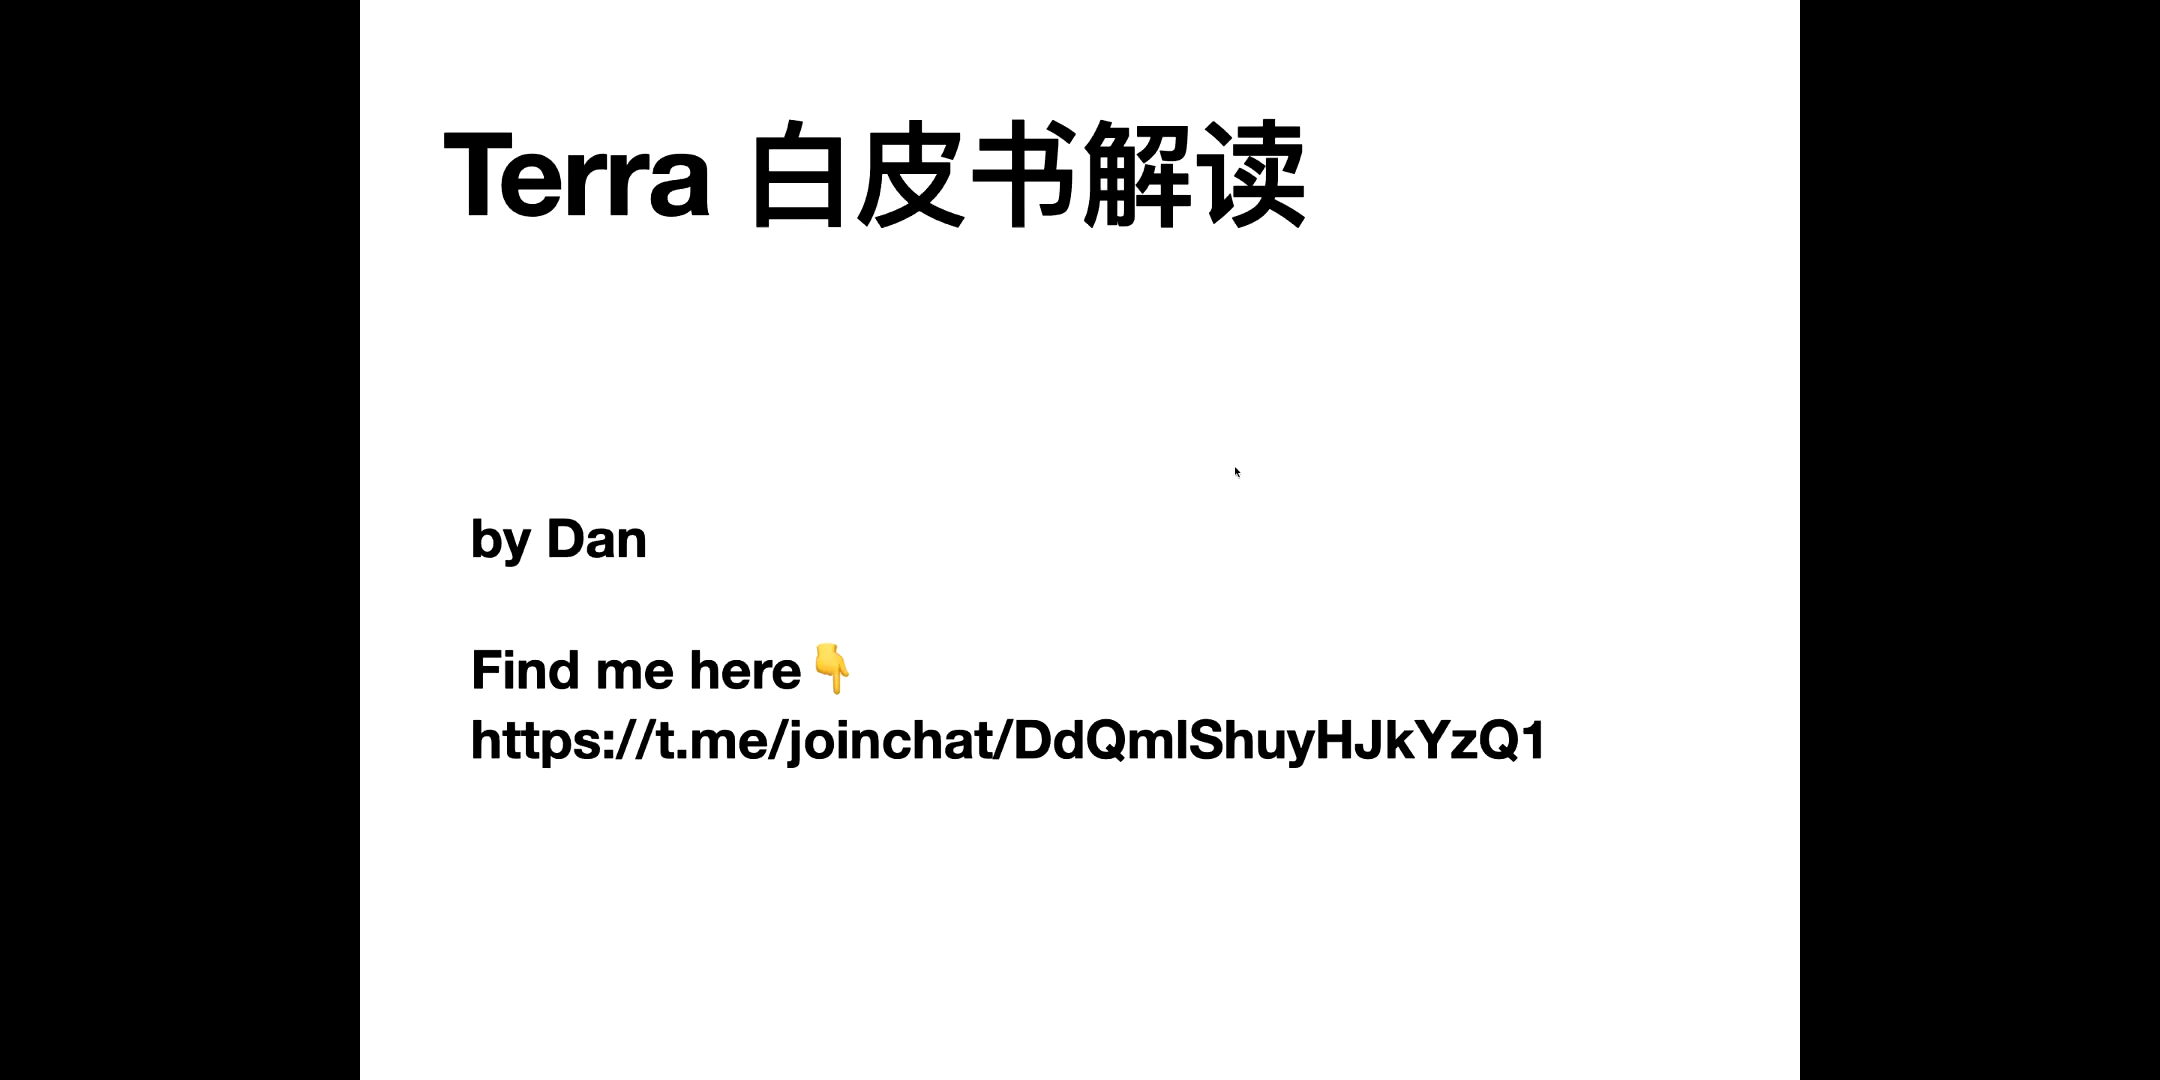 Terra 白皮书解读
by Dan
Find me here👇
https://t.me/joinchat/DdQmlShuyHJkYzQ1